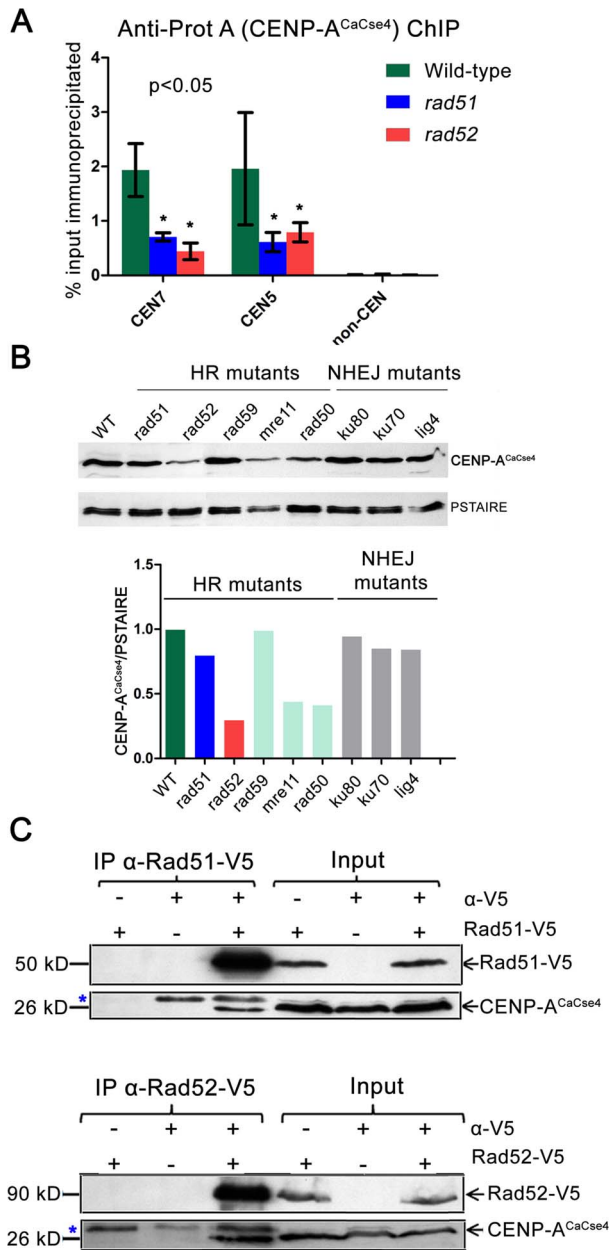 A
Anti-Prot A (CENP-A^CaCse4) ChIP
% input immunoprecipitated
4
3
2
1
0
p<0.05
Wild-type
rad51
rad52
* * * *
CEN7 CEN5 non-CEN
B
HR mutants NHEJ mutants
WT rad51 rad52 rad59 mre11 rad50 ku80 ku70 lig4
CENP-A^CaCse4
PSTAIRE
CENP-A^CaCse4/PSTAIRE
1.5
1.0
0.5
0.0
HR mutants
NHEJ
mutants
WT rad51 rad52 rad59 mre11 rad50 ku80 ku70 lig4
C
IP α-Rad51-V5 Input
- + + - + + α-V5
+ - + + - + Rad51-V5
50 kD ←Rad51-V5
*
26 kD ←CENP-A^CaCse4
IP α-Rad52-V5 Input
- + + - + + α-V5
+ - + + - + Rad52-V5
90 kD ←Rad52-V5
*
26 kD ←CENP-A^CaCse4